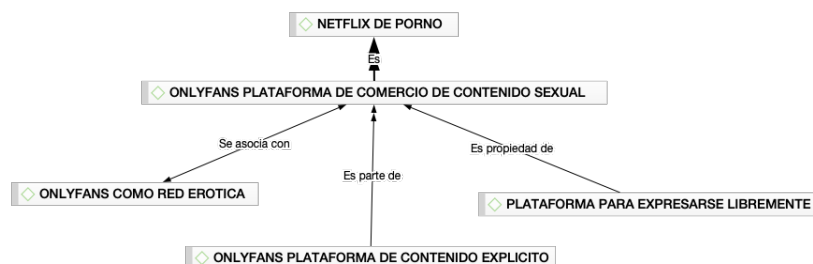 NETFLIX DE PORNO
Es
ONLYFANS PLATAFORMA DE COMERCIO DE CONTENIDO SEXUAL
Se asocia con
Es propiedad de
Es parte de
ONLYFANS COMO RED EROTICA
PLATAFORMA PARA EXPRESARSE LIBREMENTE
ONLYFANS PLATAFORMA DE CONTENIDO EXPLICITO